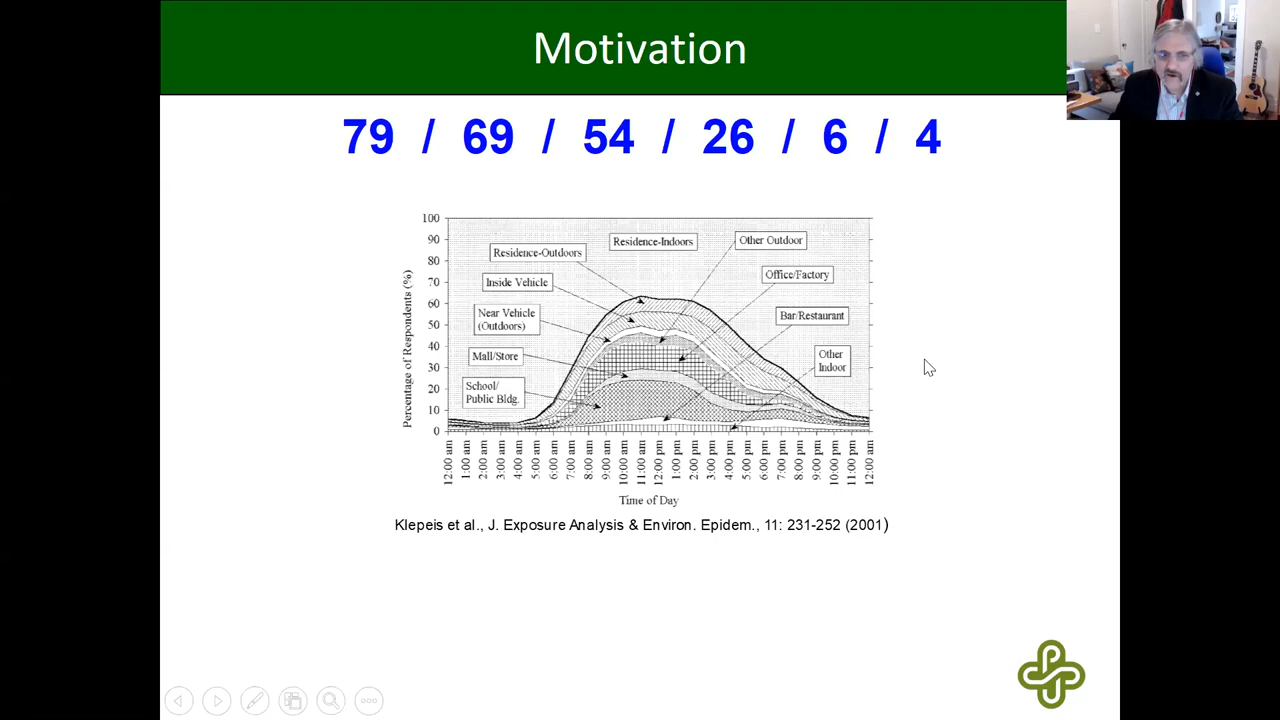 Motivation
79 / 69 / 54 / 26 / 6 / 4
Percentage of Respondents (%)
100
90
80
70
60
50
40
30
20
10
0
Residence-Indoors
Other Outdoor
Residence-Outdoors
Office/Factory
Inside Vehicle
Near Vehicle
(Outdoors)
Bar/Restaurant
Mall/Store
Other
Indoor
School/
Public Bldg.
12:00 am
1:00 am
2:00 am
3:00 am
4:00 am
5:00 am
6:00 am
7:00 am
8:00 am
9:00 am
10:00 am
11:00 am
12:00 pm
1:00 pm
2:00 pm
3:00 pm
4:00 pm
5:00 pm
6:00 pm
7:00 pm
8:00 pm
9:00 pm
10:00 pm
11:00 pm
12:00 am
Time of Day
Klepeis et al., J. Exposure Analysis & Environ. Epidem., 11: 231-252 (2001)